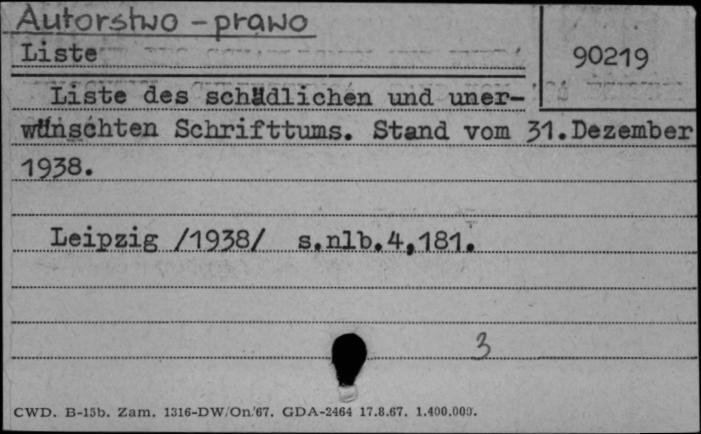 Autorstwo - prawo
Liste
90219
Liste des schädlichen und uner-
wünschten Schrifttums. Stand vom 31.Dezember
1938.
Leipzig /1938/ s.nlb.4,181.
3
CWD. B-15b. Zam. 1316-DW/On/67. GDA-2464 17.8.67. 1.400.000.